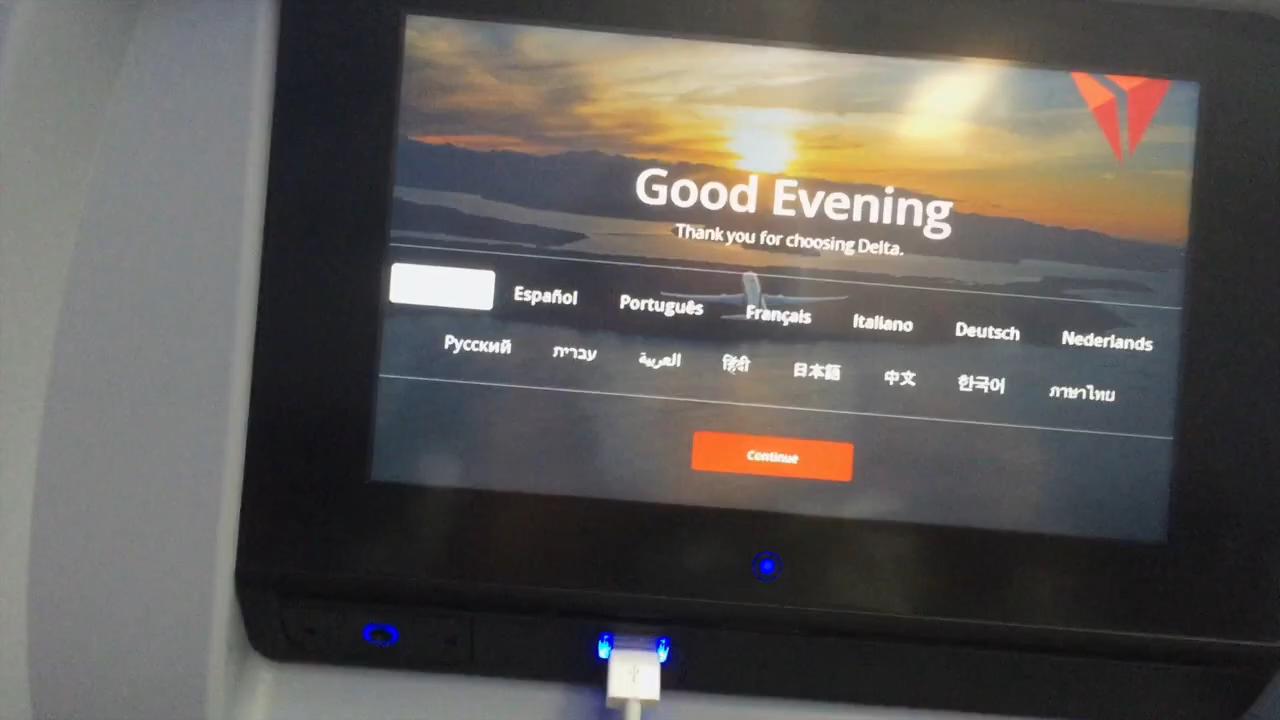 Good Evening
Thank you for choosing Delta.
Español Português Français Italiano Deutsch Nederlands
Русский עברית العربية हिंदी 日本語 中文 한국어 ภาษาไทย
Continue